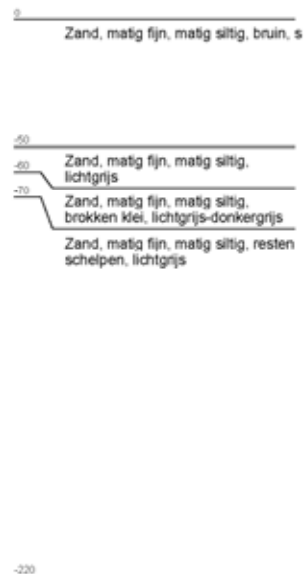 0
Zand, matig fijn, matig siltig, bruin, s
-50
Zand, matig fijn, matig siltig,
lichtgrijs
-60
-70
Zand, matig fijn, matig siltig,
brokken klei, lichtgrijs-donkergrijs
Zand, matig fijn, matig siltig, resten
schelpen, lichtgrijs
-220